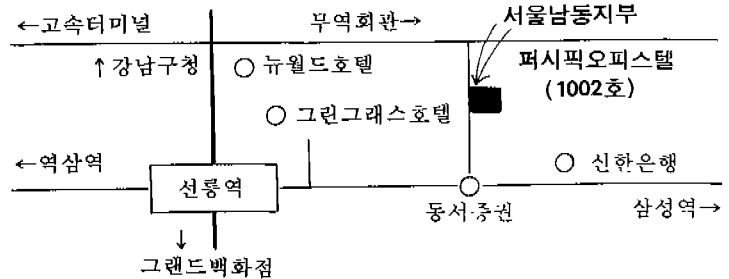 ←고속터미널
무역회관→
서울남동지부
↑강남구청
뉴월드호텔
퍼시픽오피스텔
(1002호)
그린그래스호텔
←역삼역
신한은행
선릉역
동서증권
삼성역→
↓
그랜드백화점